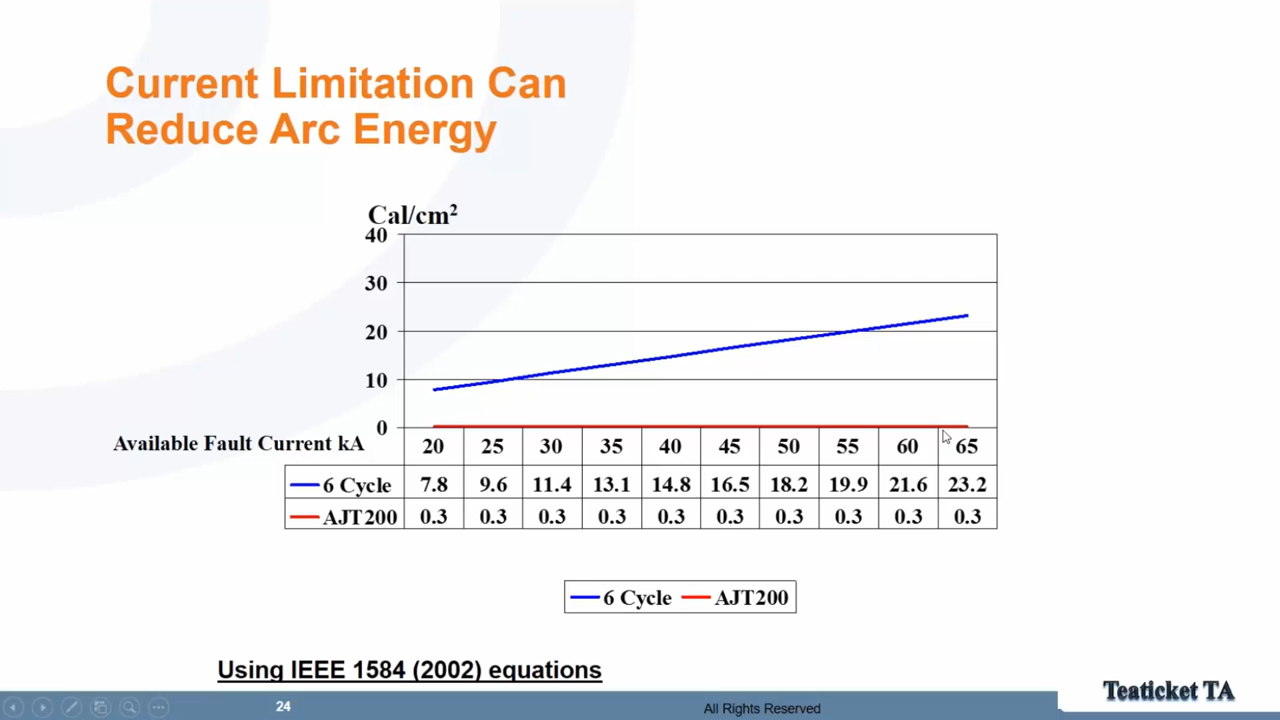 Current Limitation Can
Reduce Arc Energy
Cal/cm²
40
30
20
10
0
Available Fault Current kA 20 25 30 35 40 45 50 55 60 65
6 Cycle 7.8 9.6 11.4 13.1 14.8 16.5 18.2 19.9 21.6 23.2
AJT200 0.3 0.3 0.3 0.3 0.3 0.3 0.3 0.3 0.3 0.3
6 Cycle AJT200
Using IEEE 1584 (2002) equations
Teaticket TA
24 All Rights Reserved